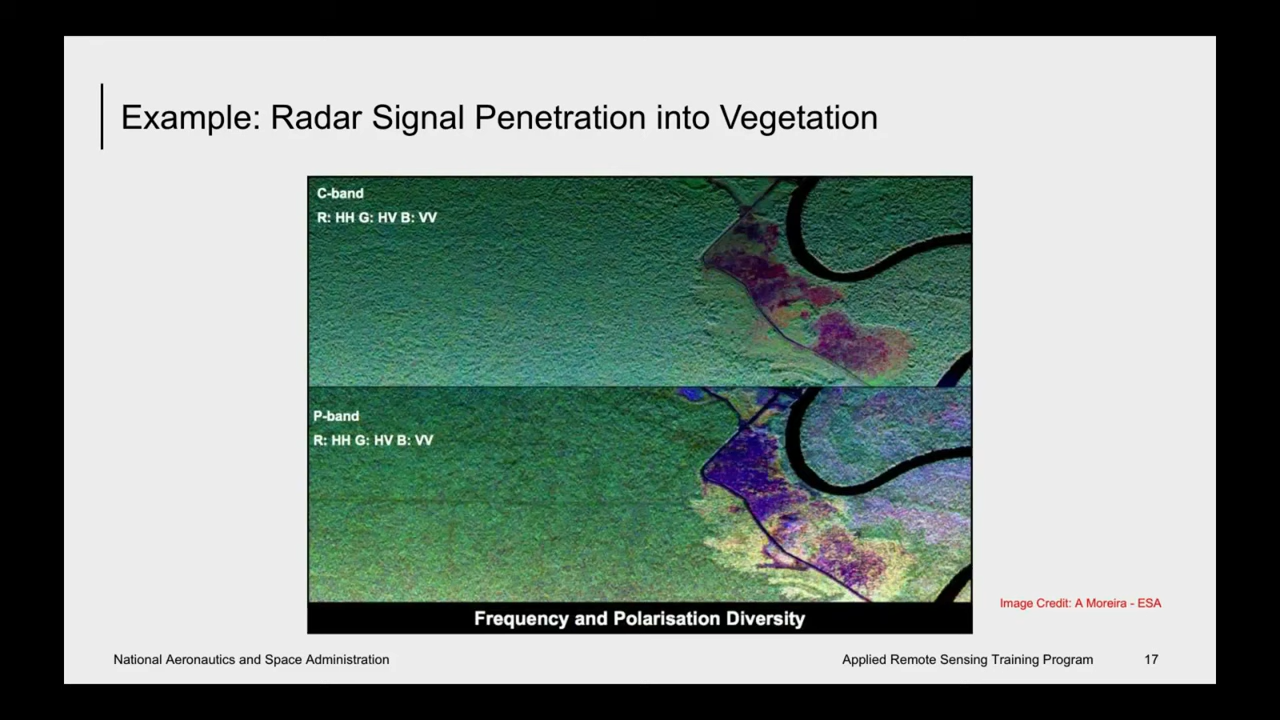 Example: Radar Signal Penetration into Vegetation
C-band
R: HH G: HV B: VV
P-band
R: HH G: HV B: VV
Frequency and Polarisation Diversity
Image Credit: A Moreira - ESA
National Aeronautics and Space Administration
Applied Remote Sensing Training Program
17